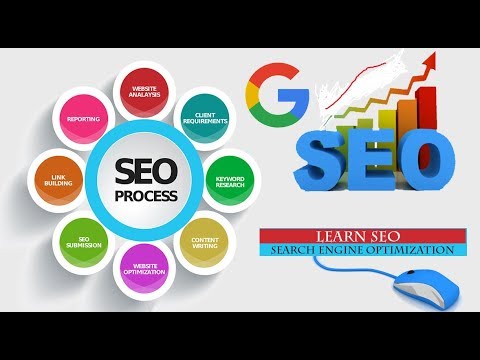 WEBSITE
ANALAYSIS
CLIENT
REQUIREMENTS
KEYWORD
RESEARCH
CONTENT
WRITING
WEBSITE
OPTIMIZATION
SEO
SUBMISSION
LINK
BUILDING
REPORTING
SEO
PROCESS
G
SEO
LEARN SEO
SEARCH ENGINE OPTIMIZATION